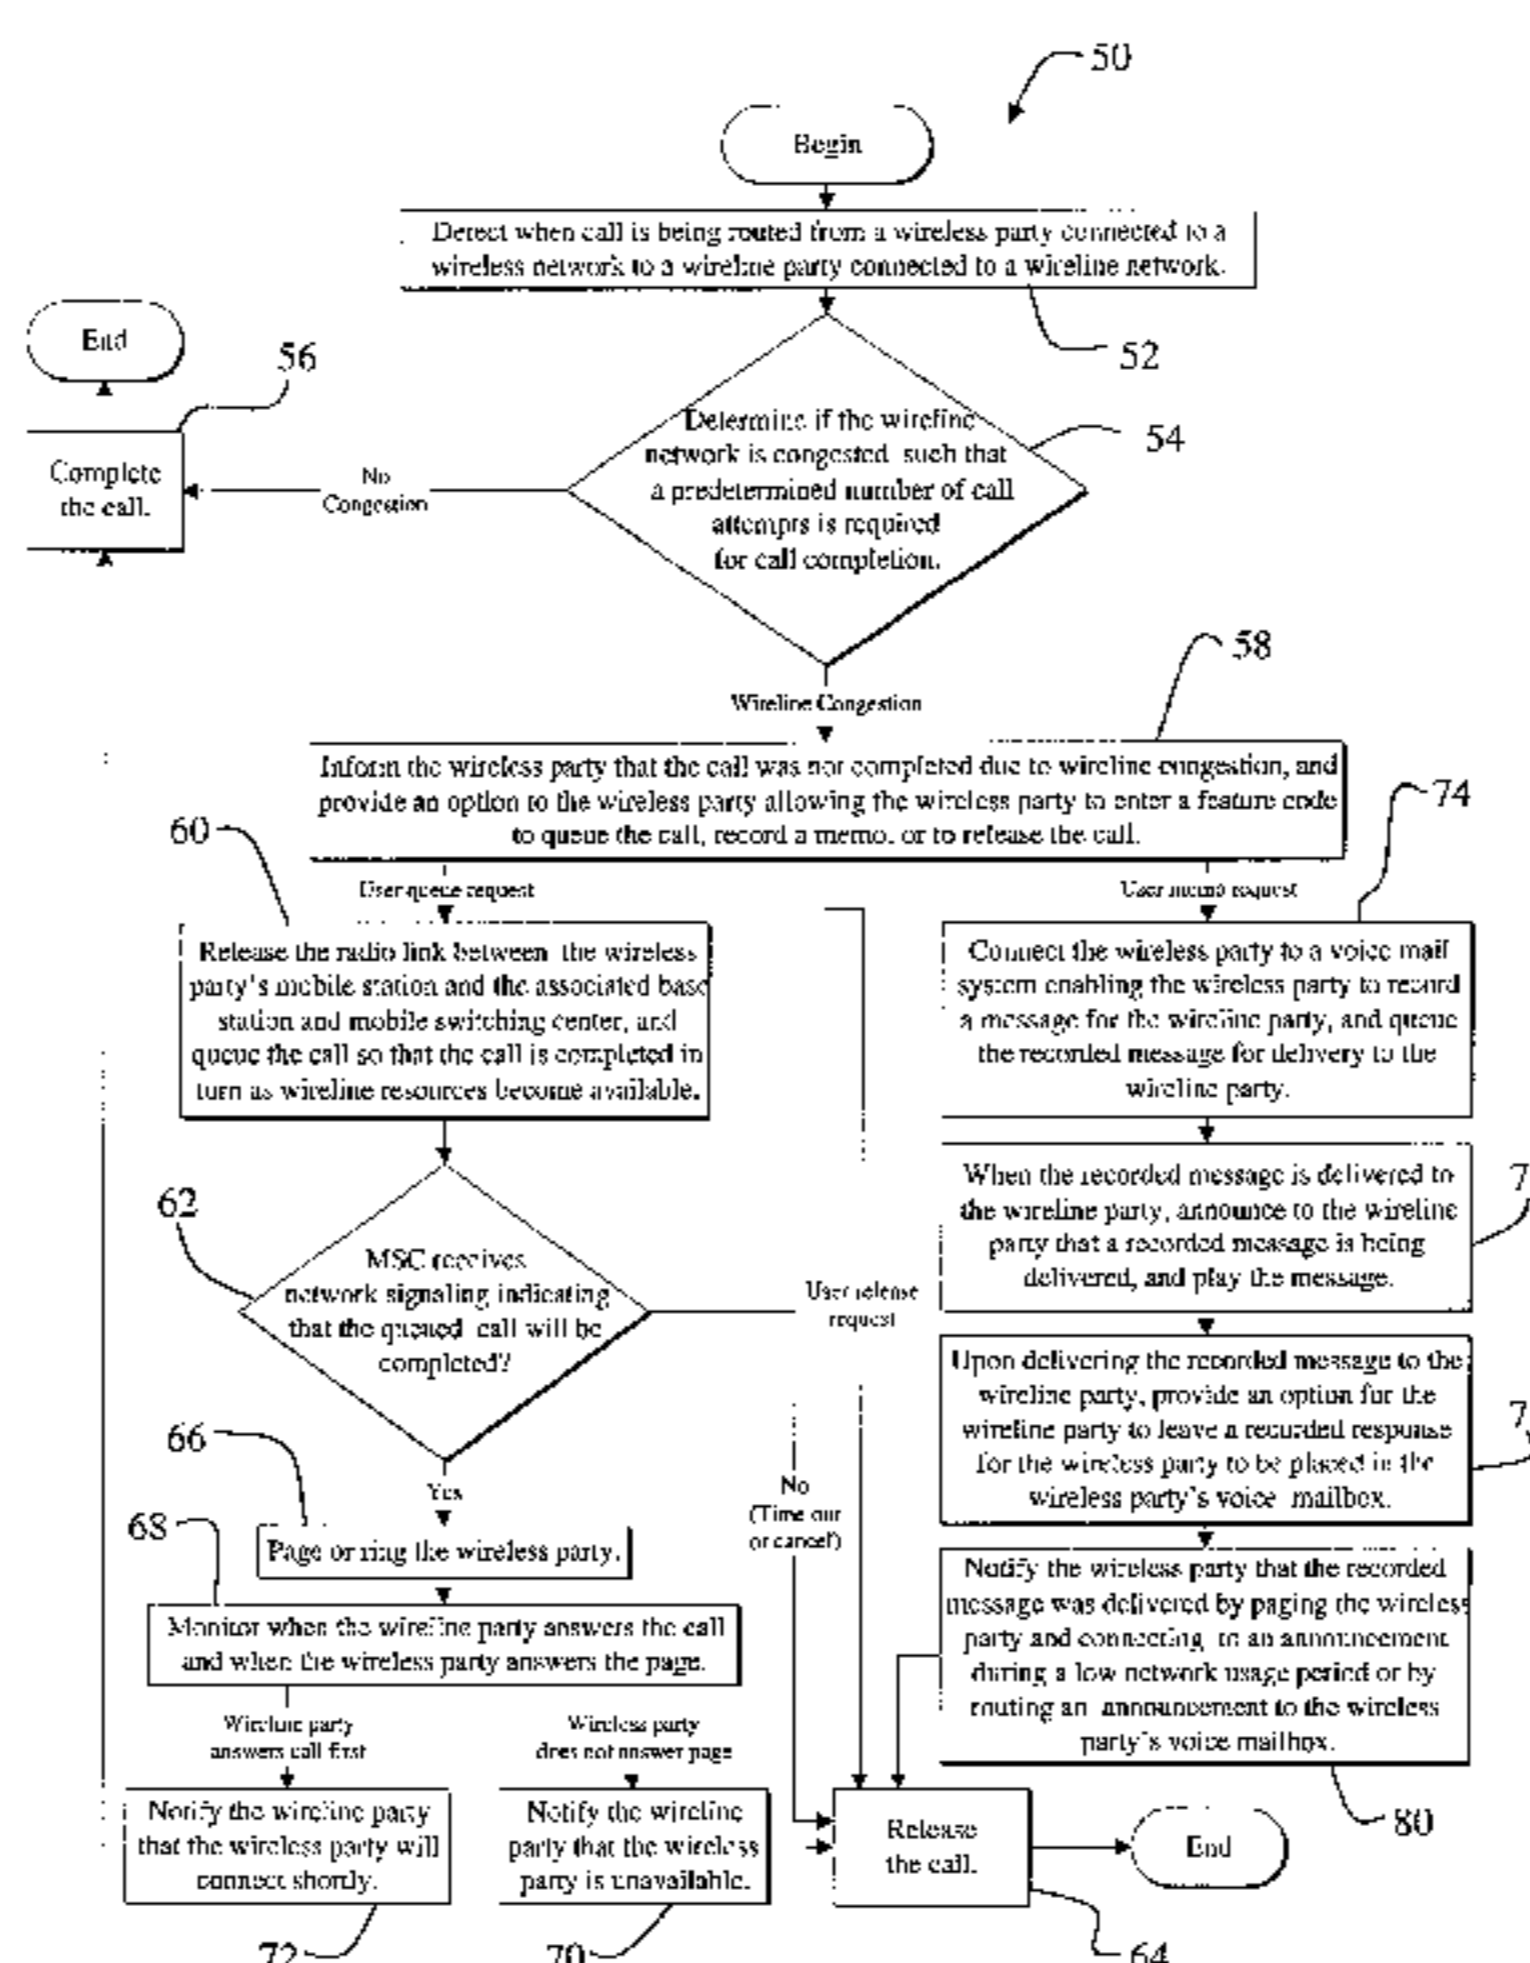 50
Begin
Detect when call is being routed from a wireless party connected to a
wireless network to a wireline party connected to a wireline network.
52
End
56
Complete
the call.
No
Congestion
Determine if the wireline
network is congested such that
a predetermined number of call
attempts is required
for call completion.
54
Wireline Congestion
58
Inform the wireless party that the call was not completed due to wireline congestion, and
provide an option to the wireless party allowing the wireless party to enter a feature code
to queue the call, record a memo, or to release the call.
60
74
User queue request
User memo request
Release the radio link between the wireless
party's mobile station and the associated base
station and mobile switching center, and
queue the call so that the call is completed in
turn as wireline resources become available.
Connect the wireless party to a voice mail
system enabling the wireless party to record
a message for the wireline party, and queue
the recorded message for delivery to the
wireline party.
62
MSC receives
network signaling indicating
that the queued call will be
completed?
User release
request
When the recorded message is delivered to
the wireline party, announce to the wireline
party that a recorded message is being
delivered, and play the message.
7
Upon delivering the recorded message to the
wireline party, provide an option for the
wireline party to leave a recorded response
for the wireless party to be placed in the
wireless party's voice mailbox.
7
66
Yes
No
(Time out
or cancel)
68
Page or ring the wireless party.
Monitor when the wireline party answers the call
and when the wireless party answers the page.
Notify the wireless party that the recorded
message was delivered by paging the wireless
party and connecting to an announcement
during a low network usage period or by
routing an announcement to the wireless
party's voice mailbox.
80
Wireline party
answers call first
Wireless party
does not answer page
Notify the wireline party
that the wireless party will
connect shortly.
72
Notify the wireline
party that the wireless
party is unavailable.
70
Release
the call.
64
End